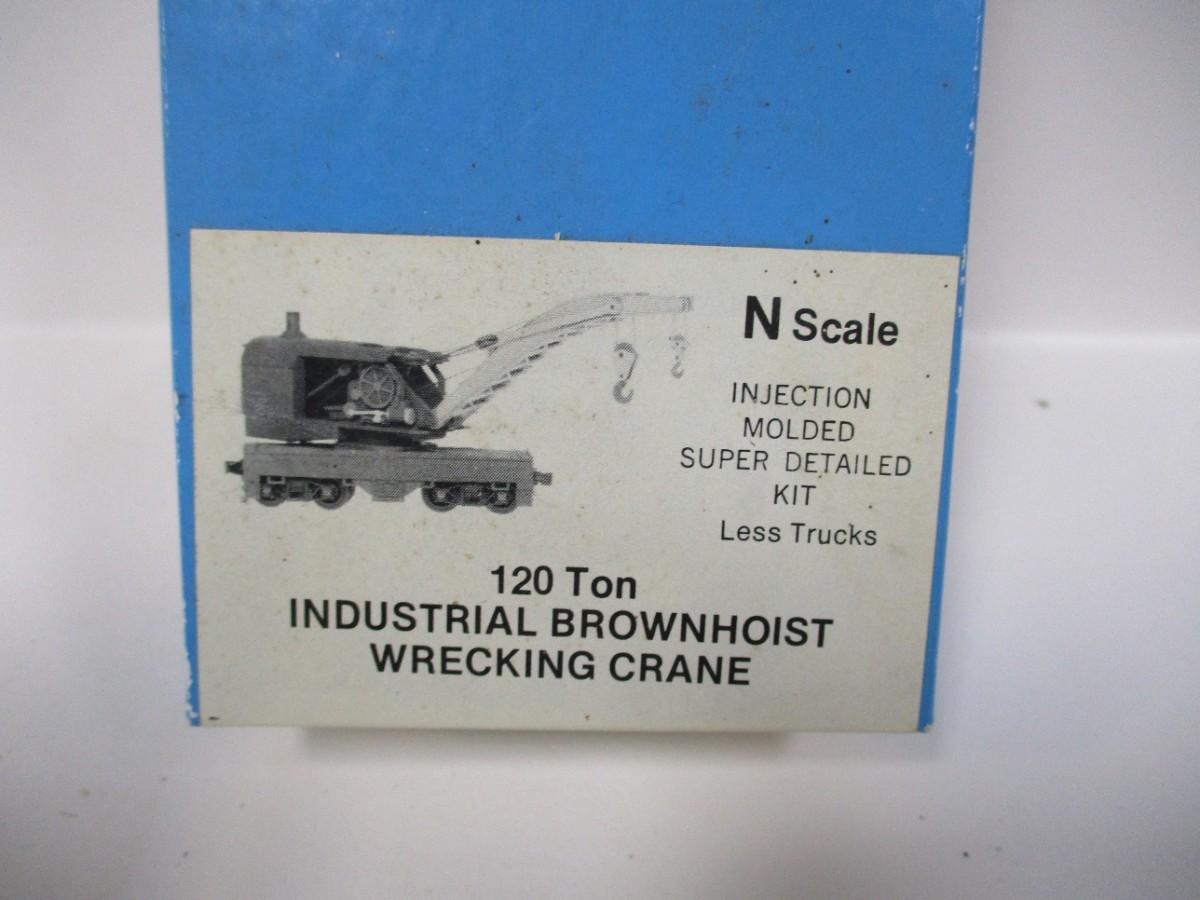 N Scale
INJECTION
MOLDED
SUPER DETAILED
KIT
Less Trucks
120 Ton
INDUSTRIAL BROWNHOIST
WRECKING CRANE